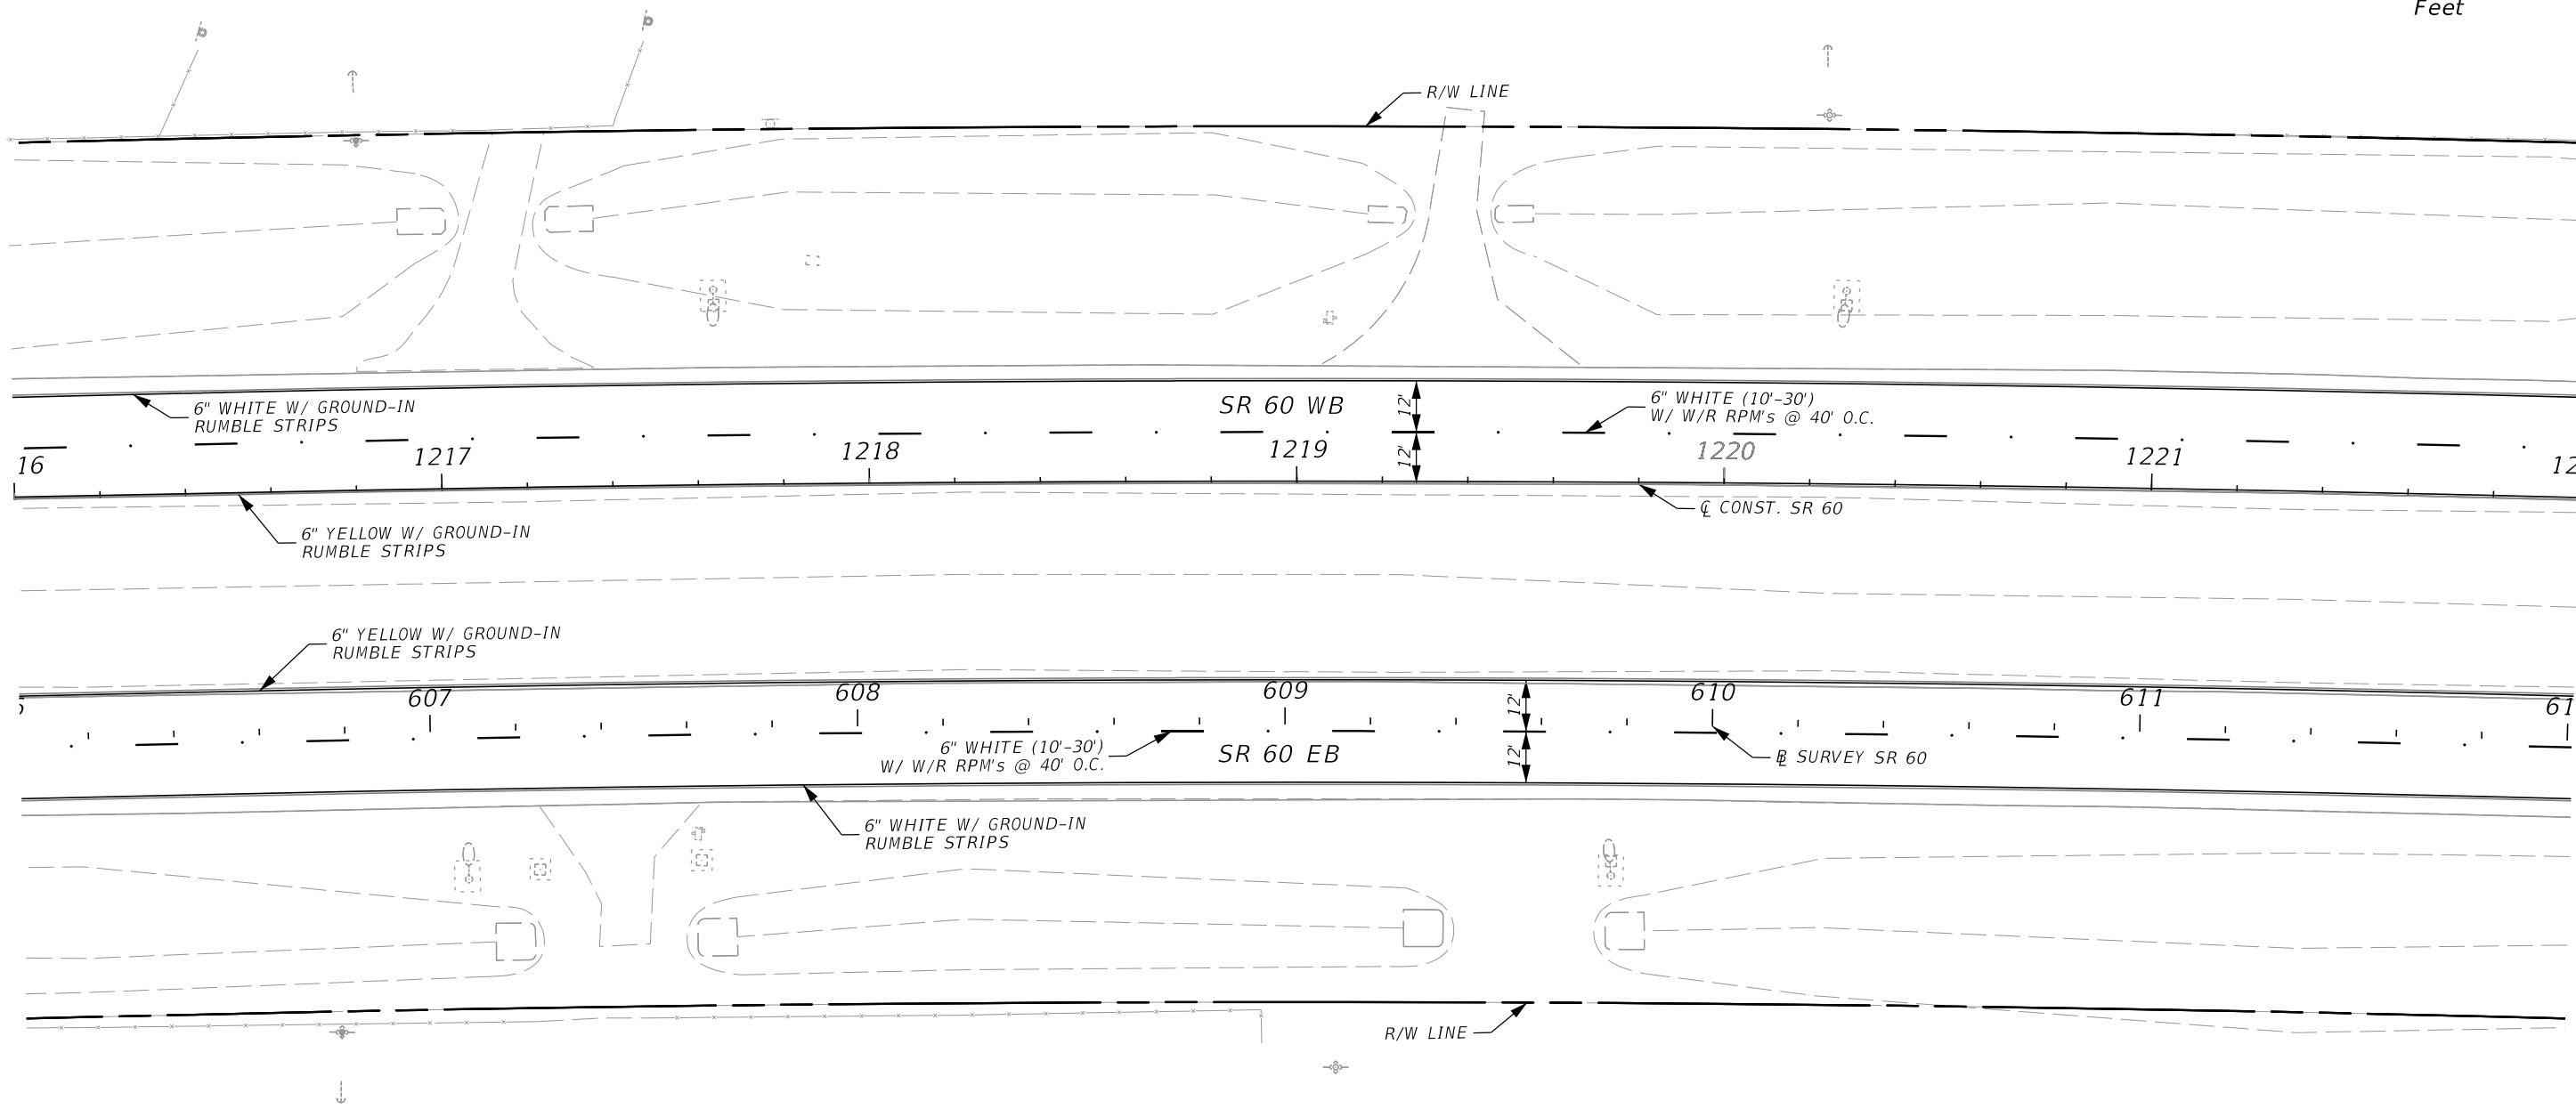 Feet
R/W LINE
6" WHITE W/ GROUND-IN
RUMBLE STRIPS
SR 60 WB
12'
6" WHITE (10'-30')
W/ W/R RPM's @ 40' O.C.
16
1217
1218
1219
12'
1220
1221
12
6" YELLOW W/ GROUND-IN
RUMBLE STRIPS
℄ CONST. SR 60
6" YELLOW W/ GROUND-IN
RUMBLE STRIPS
607
608
609
12'
610
611
61
6" WHITE (10'-30')
W/ W/R RPM's @ 40' O.C.
SR 60 EB
12'
BL SURVEY SR 60
6" WHITE W/ GROUND-IN
RUMBLE STRIPS
R/W LINE